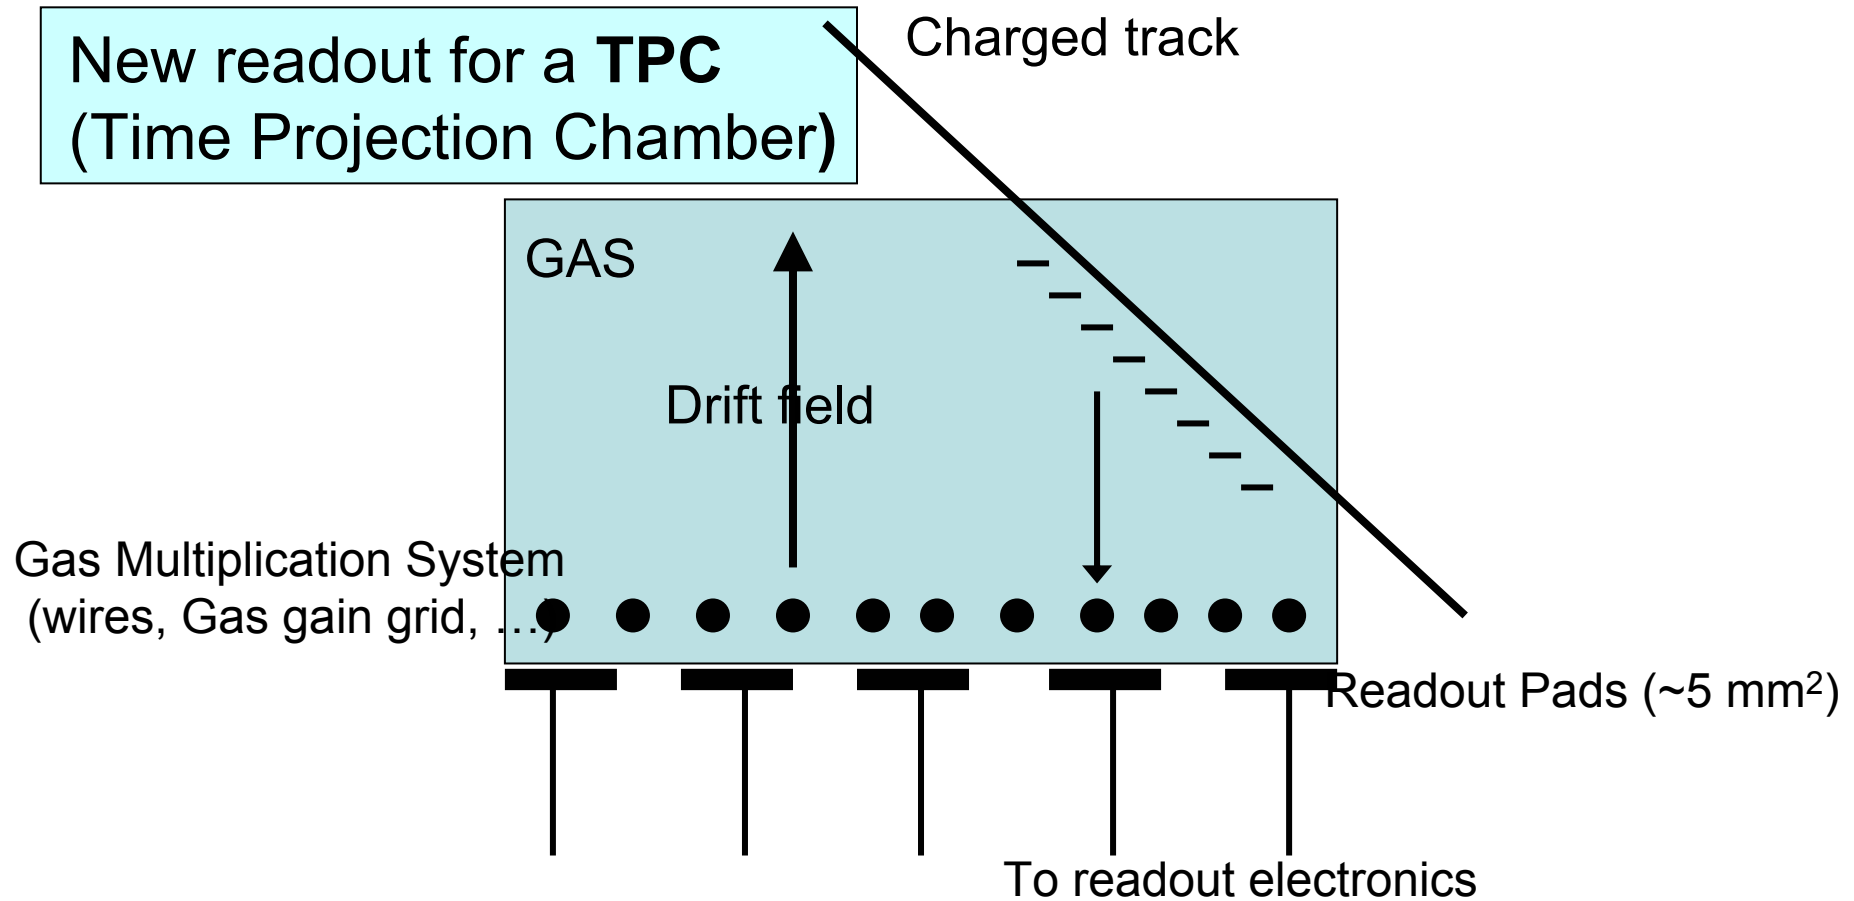 New readout for a TPC
(Time Projection Chamber)
Charged track
GAS
Drift field
Gas Multiplication System
(wires, Gas gain grid, …)
Readout Pads (~5 mm²)
To readout electronics